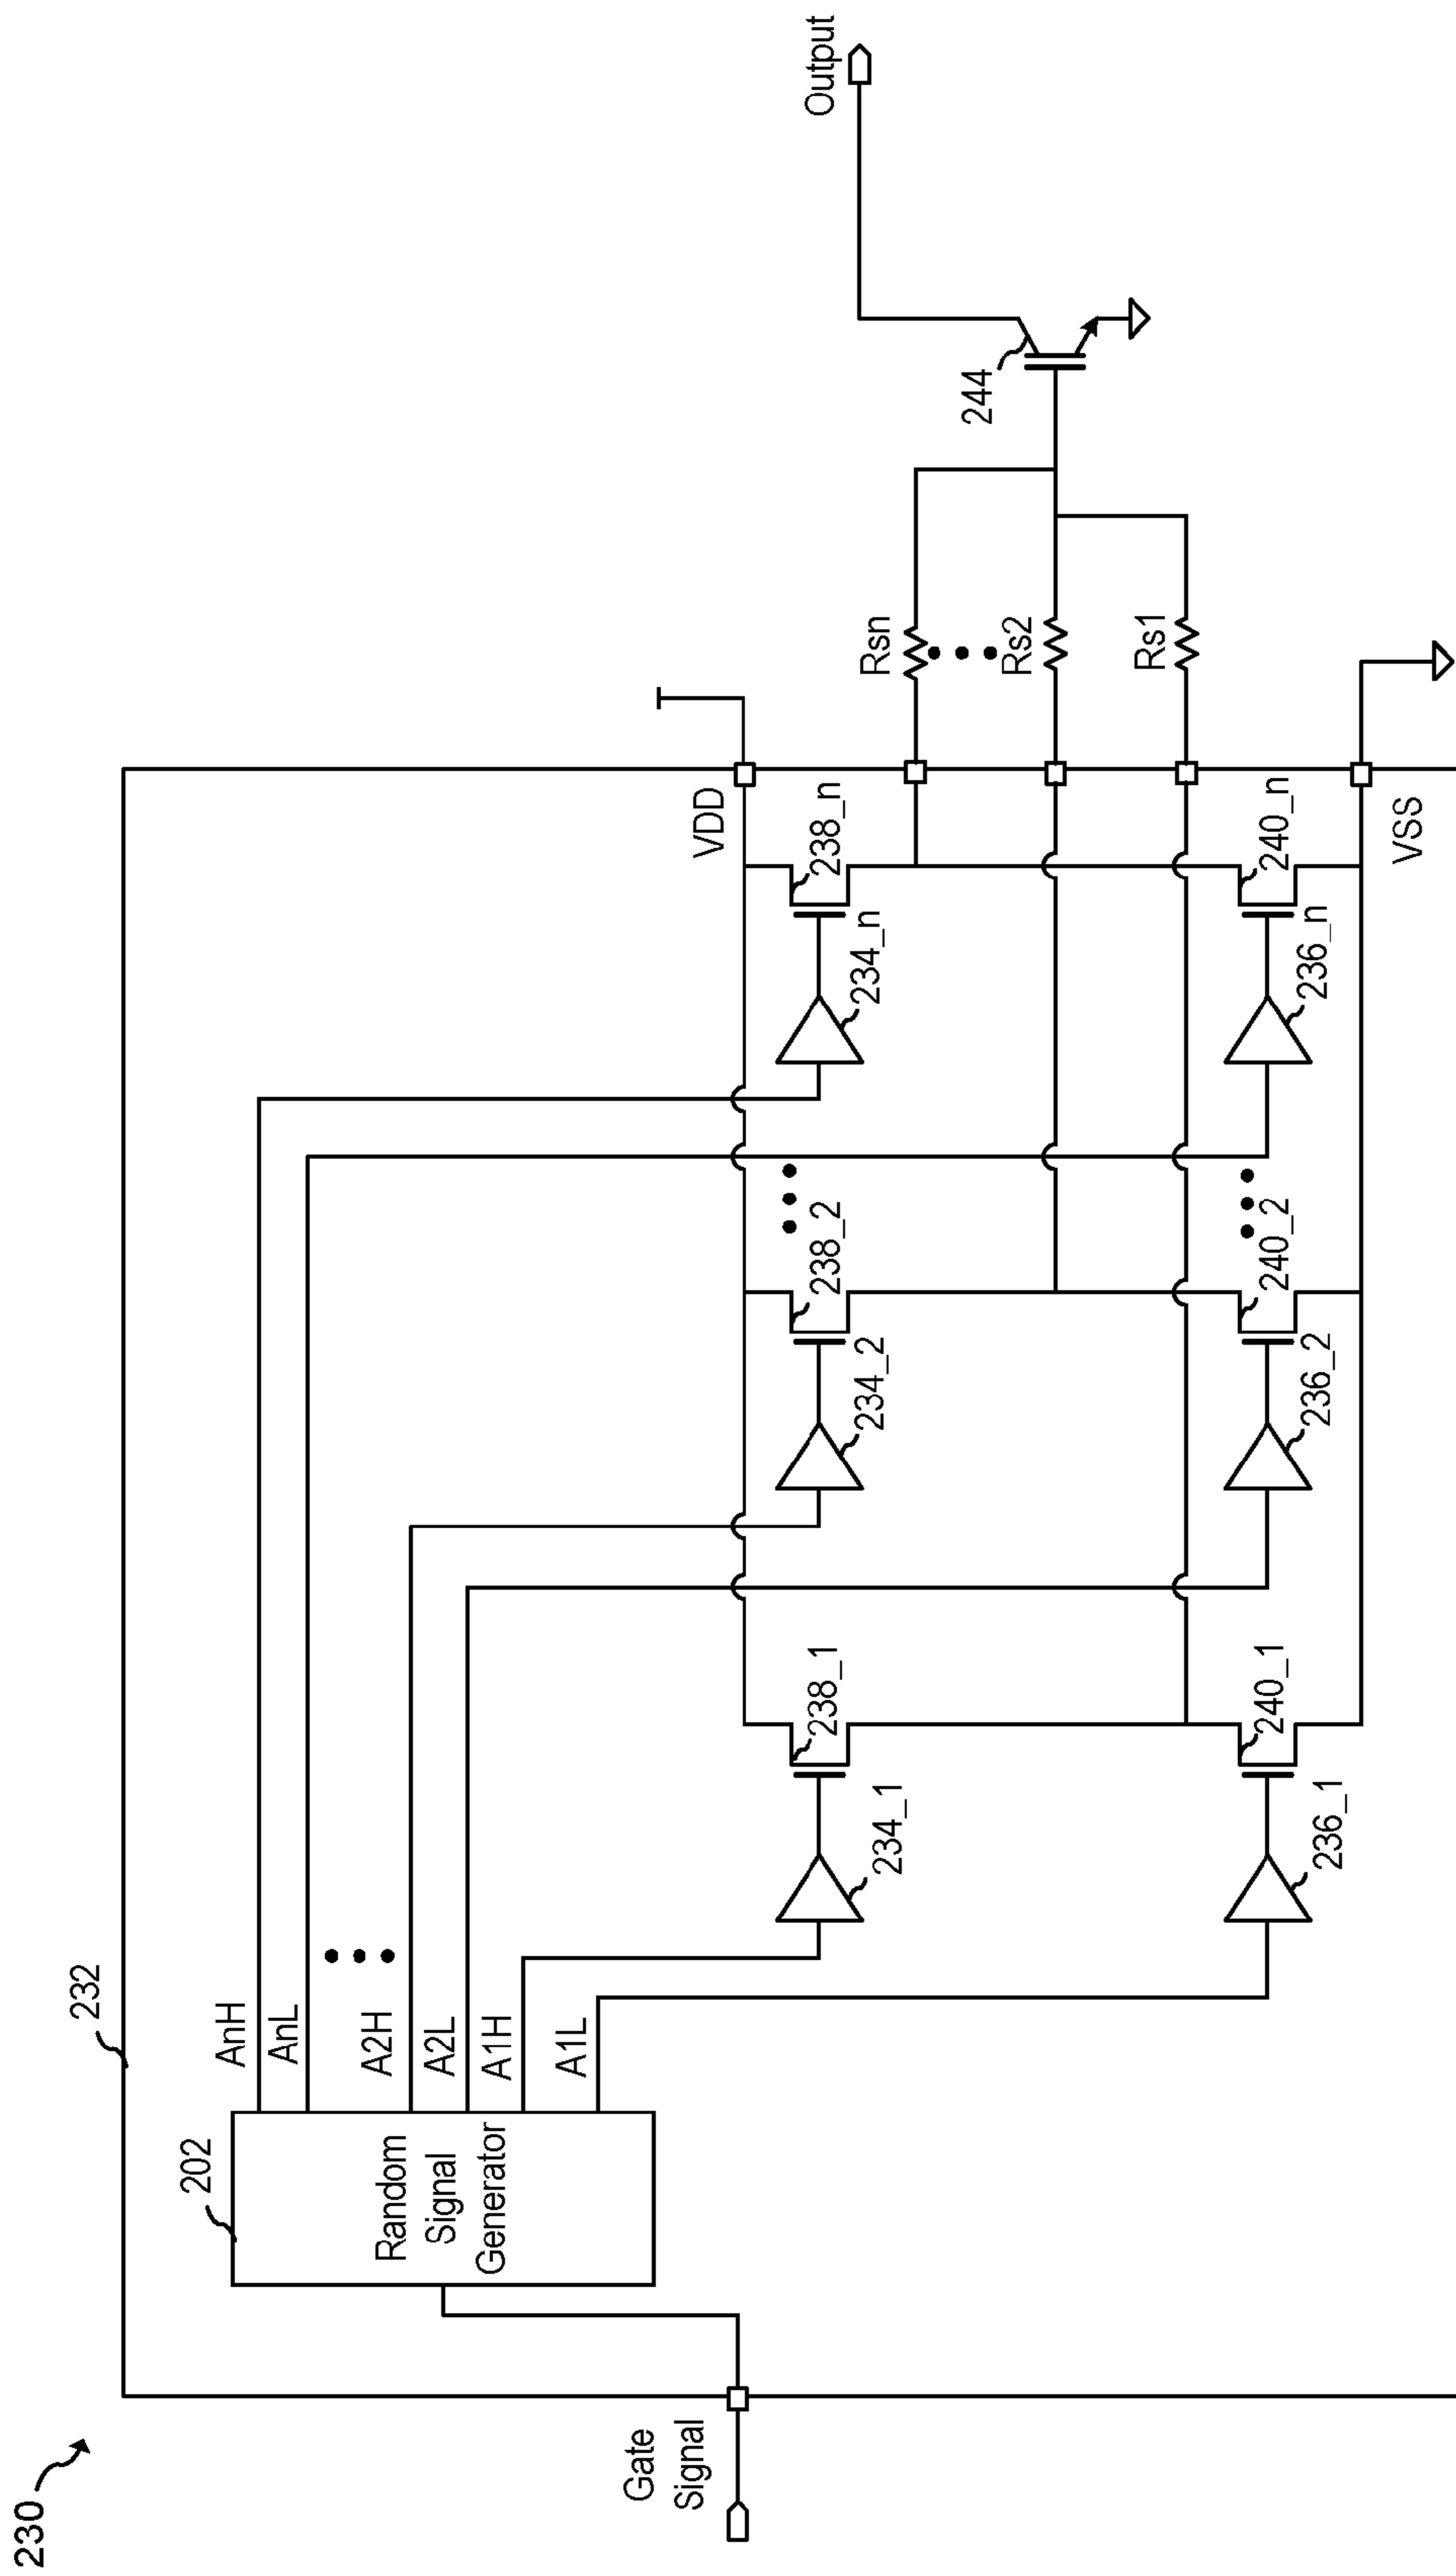 230
232
202
Gate
Signal
Random
Signal
Generator
AnH
AnL
A2H
A2L
A1H
A1L
VDD
234_1
238_1
234_2
238_2
234_n
238_n
236_1
240_1
236_2
240_2
236_n
240_n
VSS
Rsn
Rs2
Rs1
244
Output